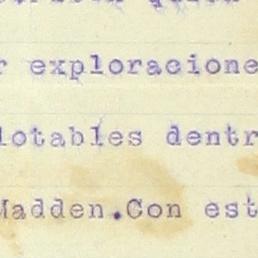 r exploracione
lotables dentr
Madden.Con est